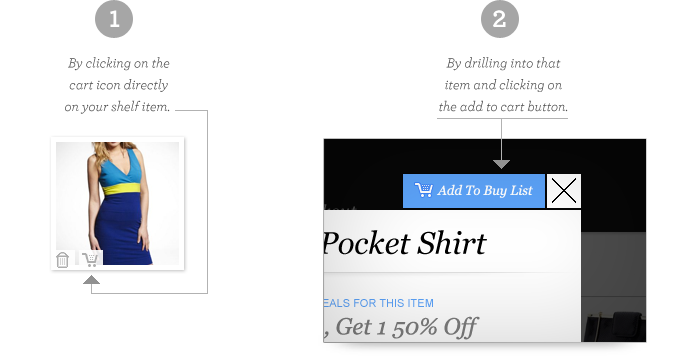 1
By clicking on the
cart icon directly
on your shelf item.
2
By drilling into that
item and clicking on
the add to cart button.
Add To Buy List
Pocket Shirt
EALS FOR THIS ITEM
, Get 1 50% Off